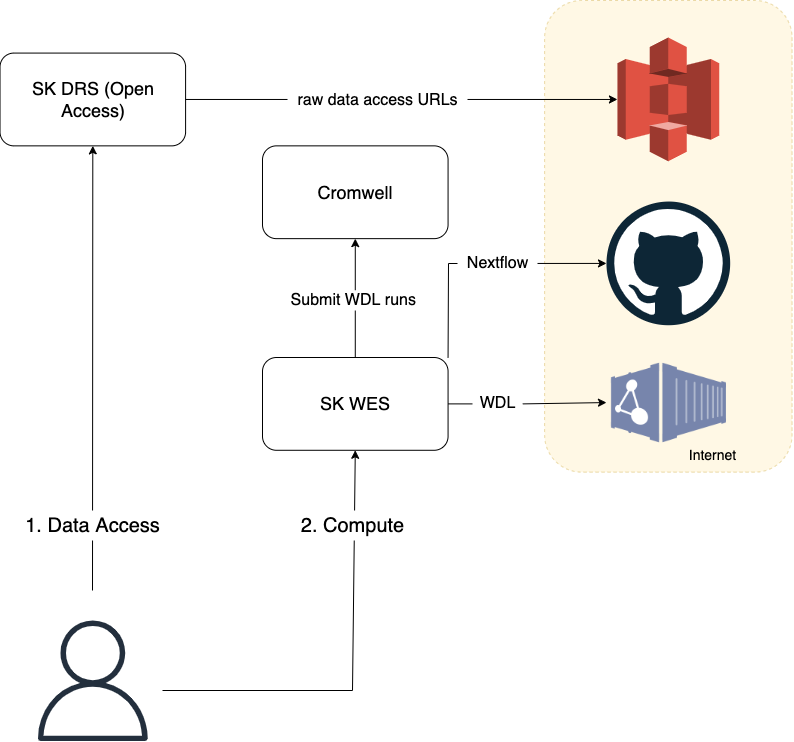 SK DRS (Open
Access)
raw data access URLs
Cromwell
Nextflow
Submit WDL runs
SK WES
WDL
Internet
1. Data Access
2. Compute